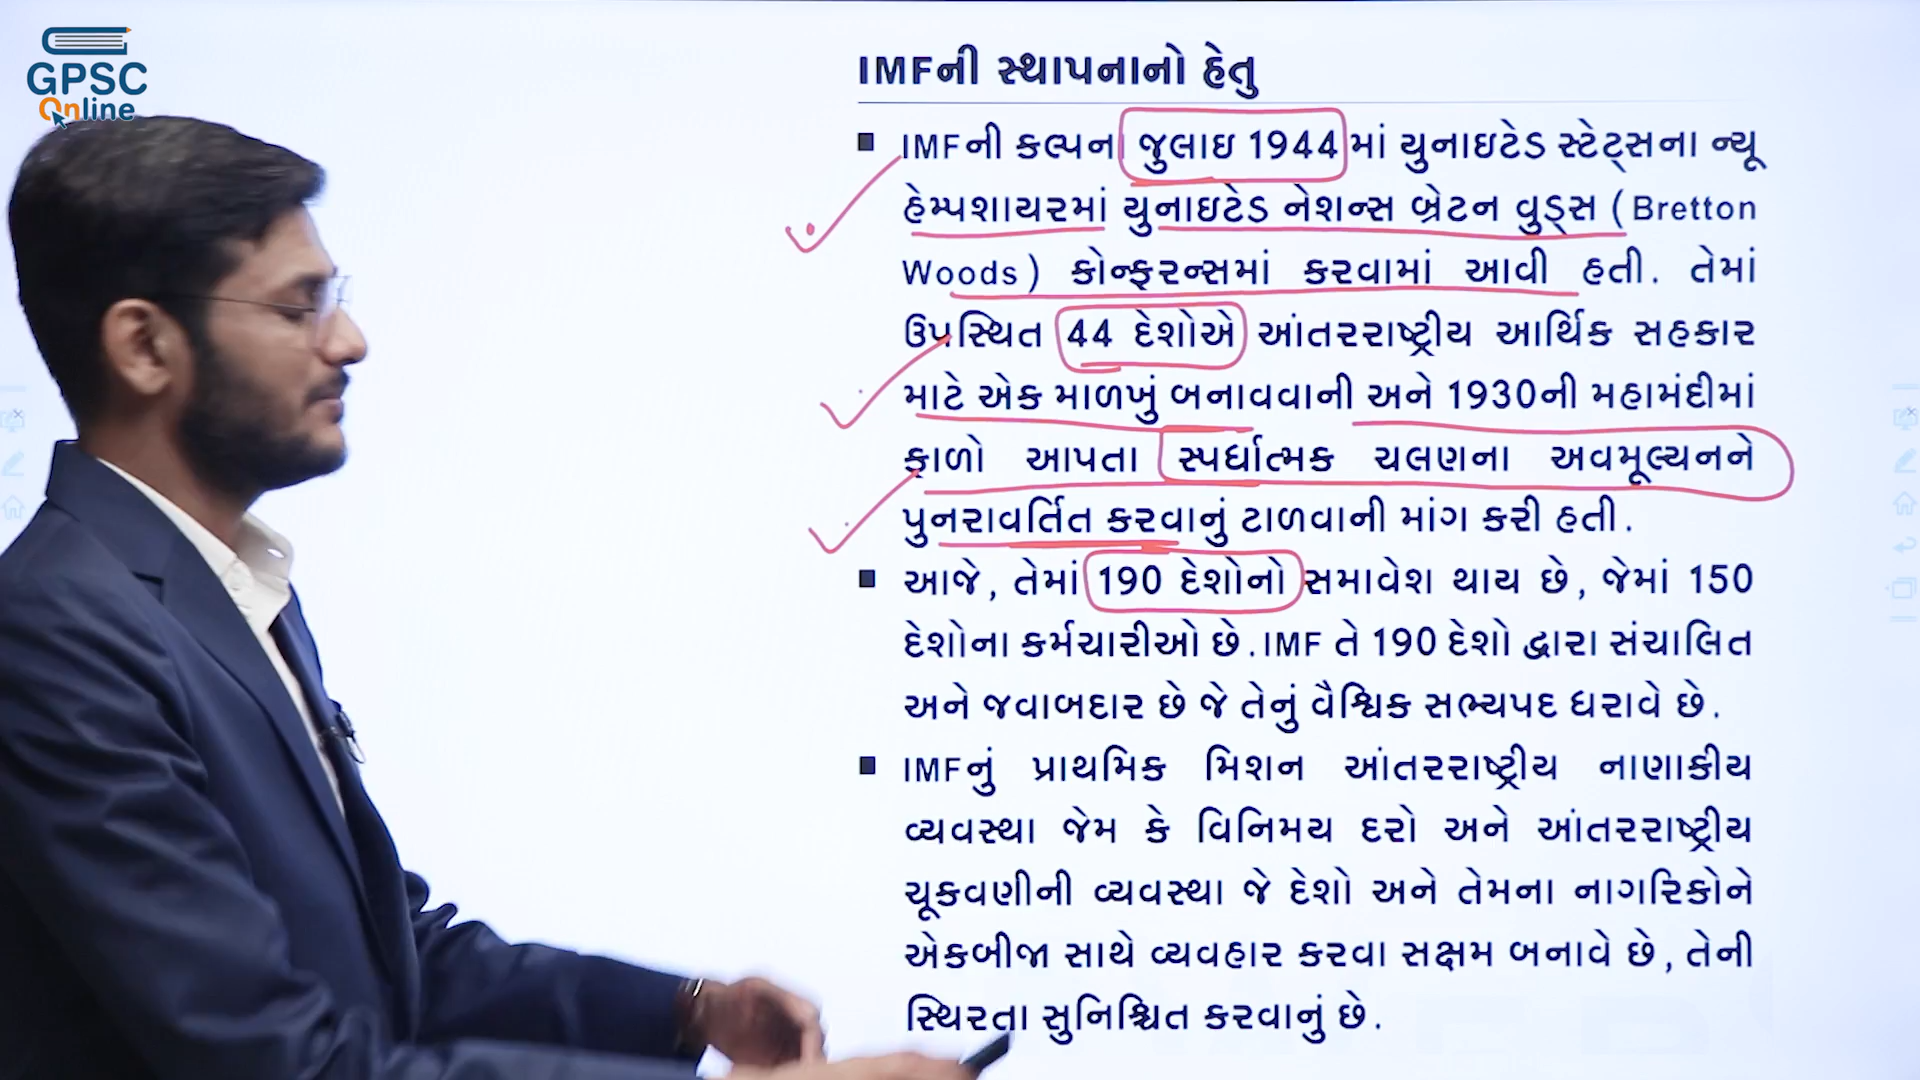 GPSC
Online
IMFની સ્થાપનાનો હેતુ
IMFની કલ્પના જુલાઇ 1944 માં યુનાઇટેડ સ્ટેટ્સના ન્યૂ
હેમ્પશાયરમાં યુનાઇટેડ નેશન્સ બ્રેટન વુડ્સ (Bretton
Woods) કોન્ફરન્સમાં કરવામાં આવી હતી. તેમાં
ઉપસ્થિત 44 દેશોએ આંતરરાષ્ટ્રીય આર્થિક સહકાર
માટે એક માળખું બનાવવાની અને 1930ની મહામંદીમાં
ફાળો આપતા સ્પર્ધાત્મક ચલણના અવમૂલ્યનને
પુનરાવર્તિત કરવાનું ટાળવાની માંગ કરી હતી.
આજે, તેમાં 190 દેશોનો સમાવેશ થાય છે, જેમાં 150
દેશોના કર્મચારીઓ છે. IMF તે 190 દેશો દ્વારા સંચાલિત
અને જવાબદાર છે જે તેનું વૈશ્વિક સભ્યપદ ધરાવે છે.
IMFનું પ્રાથમિક મિશન આંતરરાષ્ટ્રીય નાણાકીય
વ્યવસ્થા જેમ કે વિનિમય દરો અને આંતરરાષ્ટ્રીય
ચૂકવણીની વ્યવસ્થા જે દેશો અને તેમના નાગરિકોને
એકબીજા સાથે વ્યવહાર કરવા સક્ષમ બનાવે છે, તેની
સ્થિરતા સુનિશ્ચિત કરવાનું છે.